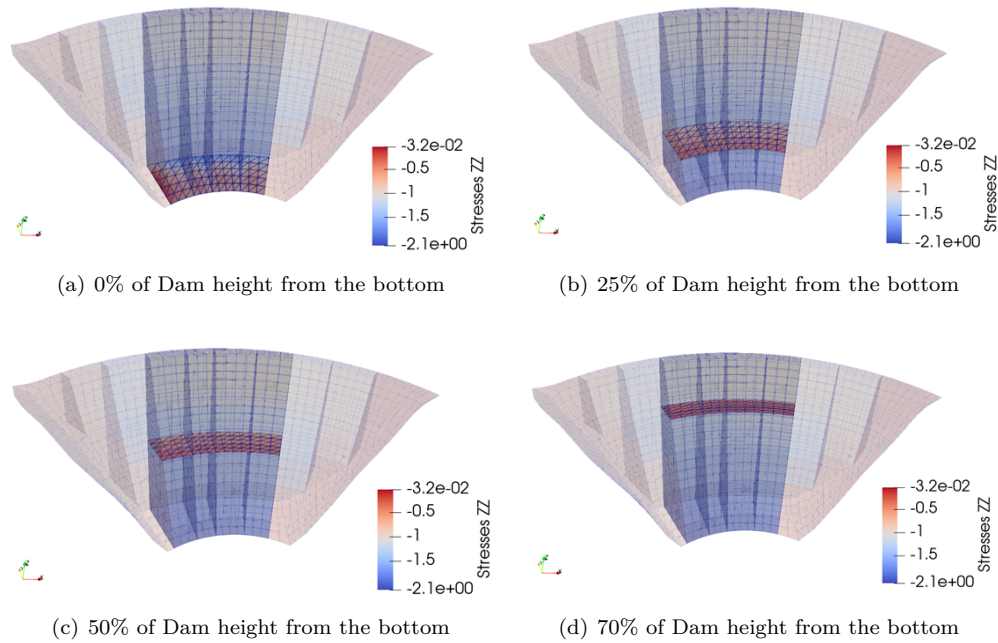 -3.2e-02
-0.5
-1
-1.5
-2.1e+00
Stresses ZZ
(a) 0% of Dam height from the bottom
-3.2e-02
-0.5
-1
-1.5
-2.1e+00
Stresses ZZ
(b) 25% of Dam height from the bottom
-3.2e-02
-0.5
-1
-1.5
-2.1e+00
Stresses ZZ
(c) 50% of Dam height from the bottom
-3.2e-02
-0.5
-1
-1.5
-2.1e+00
Stresses ZZ
(d) 70% of Dam height from the bottom